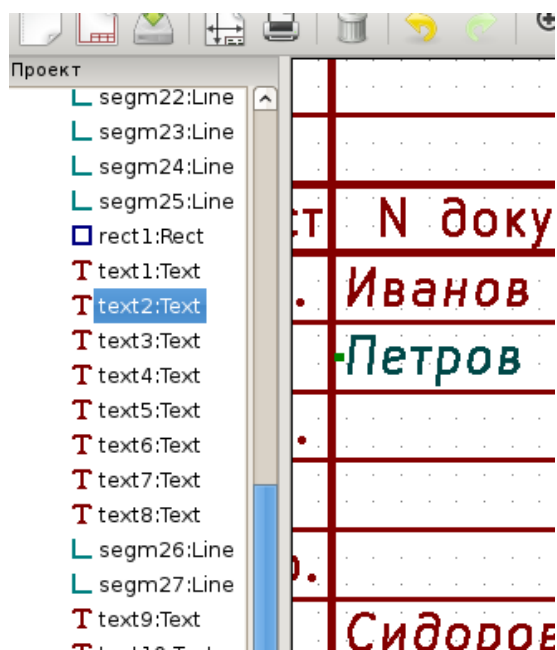 Проект
segm22:Line
segm23:Line
segm24:Line
segm25:Line
rect1:Rect
text1:Text
text2:Text
text3:Text
text4:Text
text5:Text
text6:Text
text7:Text
text8:Text
segm26:Line
segm27:Line
text9:Text
ст N доку
. Иванов
Петров
.
р.
Сидоров